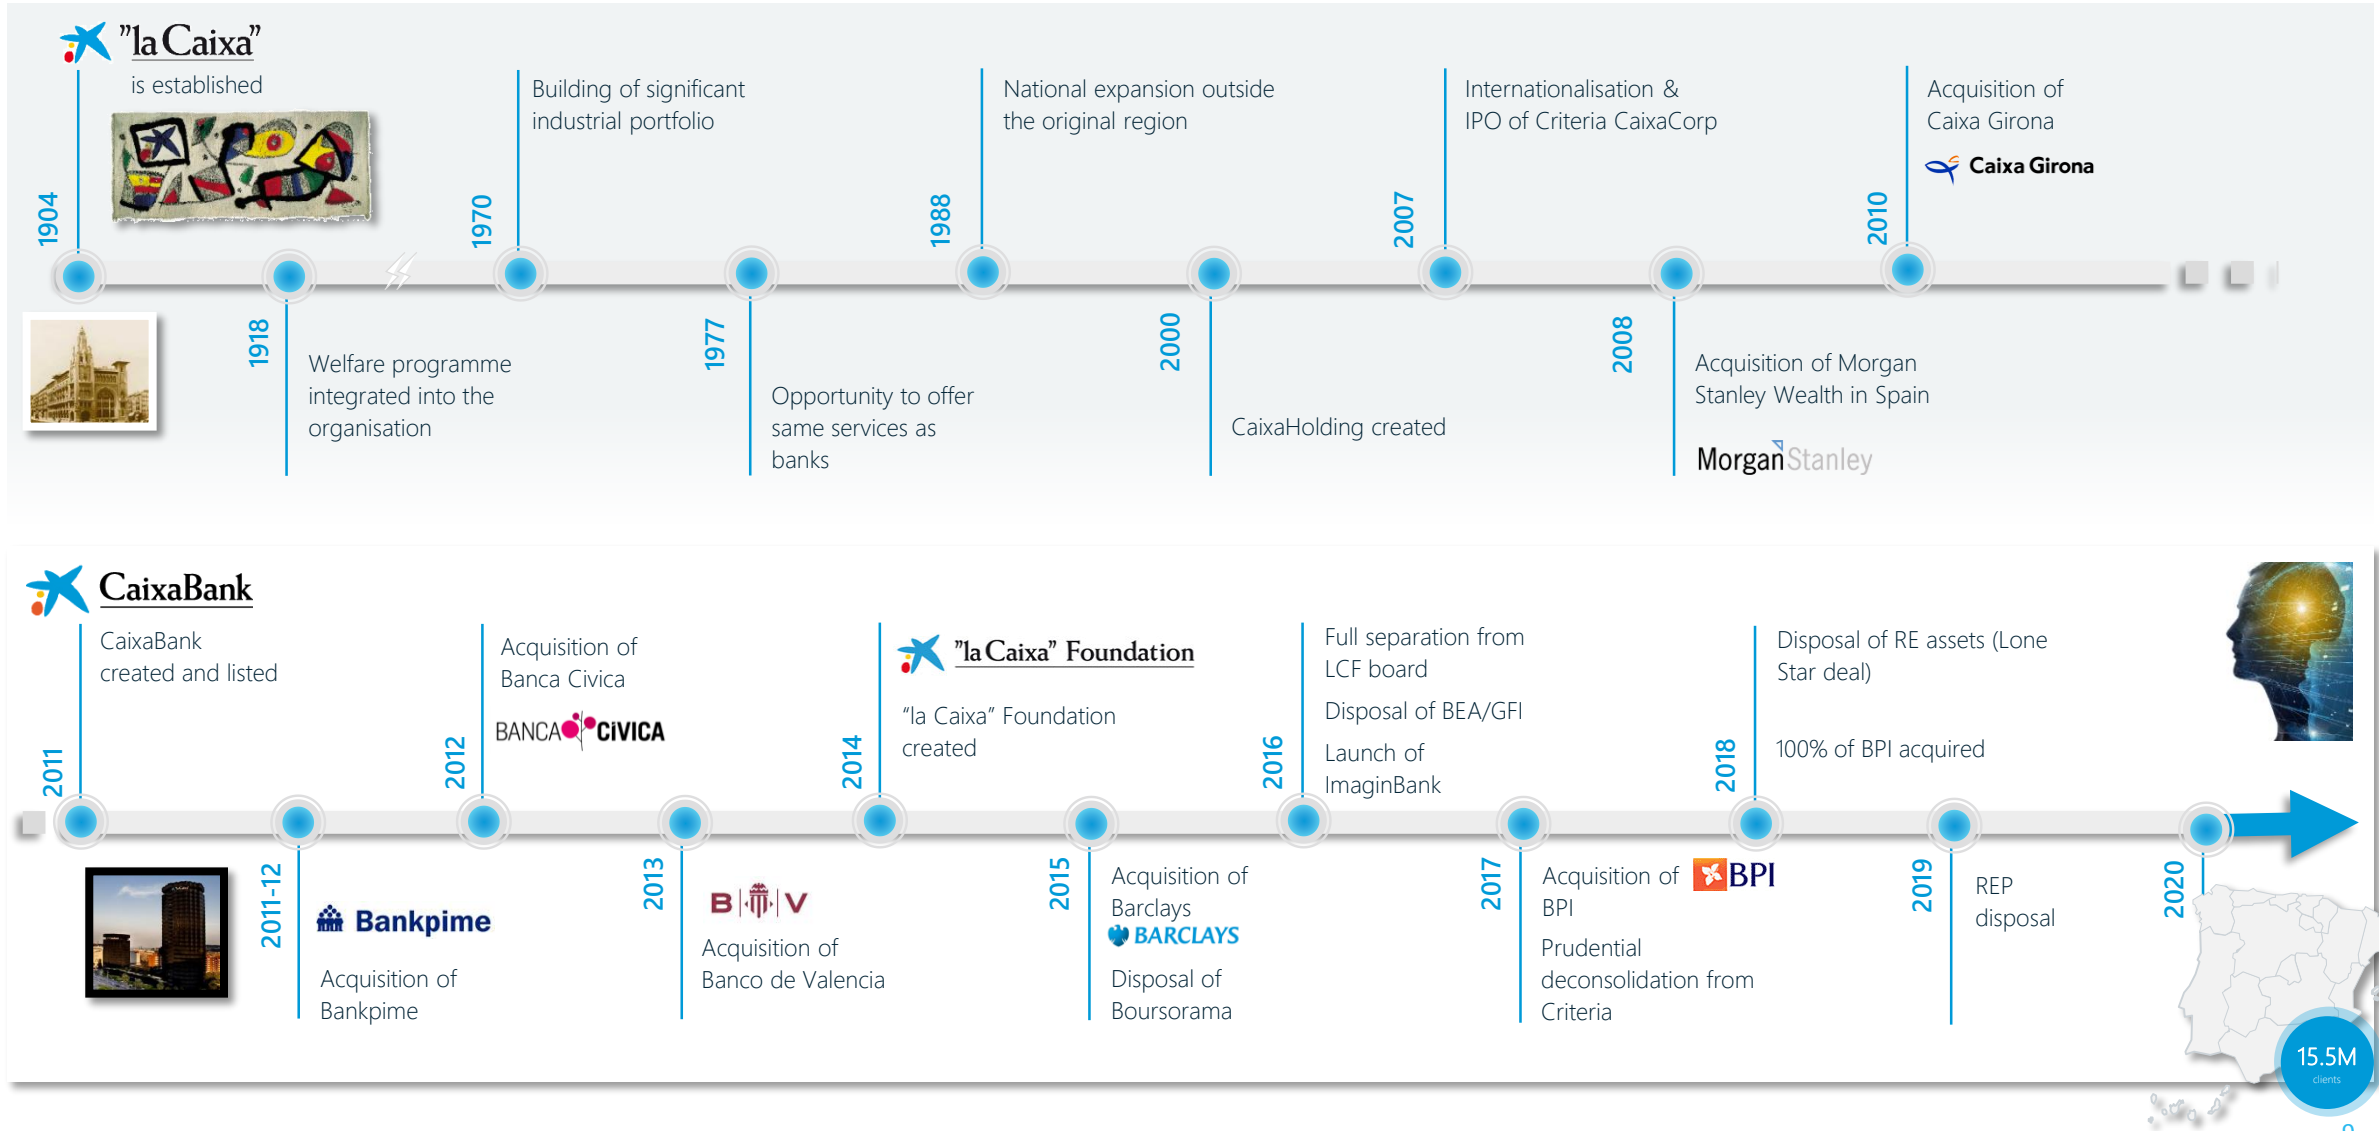 "la Caixa"
is established
1904
1918
Welfare programme
integrated into the
organisation
1970
Building of significant
industrial portfolio
1977
Opportunity to offer
same services as
banks
1988
National expansion outside
the original region
2000
CaixaHolding created
2007
Internationalisation &
IPO of Criteria CaixaCorp
2008
Acquisition of Morgan
Stanley Wealth in Spain
Morgan Stanley
2010
Acquisition of
Caixa Girona
Caixa Girona
CaixaBank
2011
CaixaBank
created and listed
2011-12
Bankpime
Acquisition of
Bankpime
2012
Acquisition of
Banca Civica
BANCA CiVICA
2013
B V
Acquisition of
Banco de Valencia
2014
"la Caixa" Foundation
“la Caixa” Foundation
created
2015
Acquisition of
Barclays
BARCLAYS
Disposal of
Boursorama
2016
Full separation from
LCF board
Disposal of BEA/GFI
Launch of
ImaginBank
2017
Acquisition of
BPI
BPI
Prudential
deconsolidation from
Criteria
2018
Disposal of RE assets (Lone
Star deal)
100% of BPI acquired
2019
REP
disposal
2020
15.5M
clients